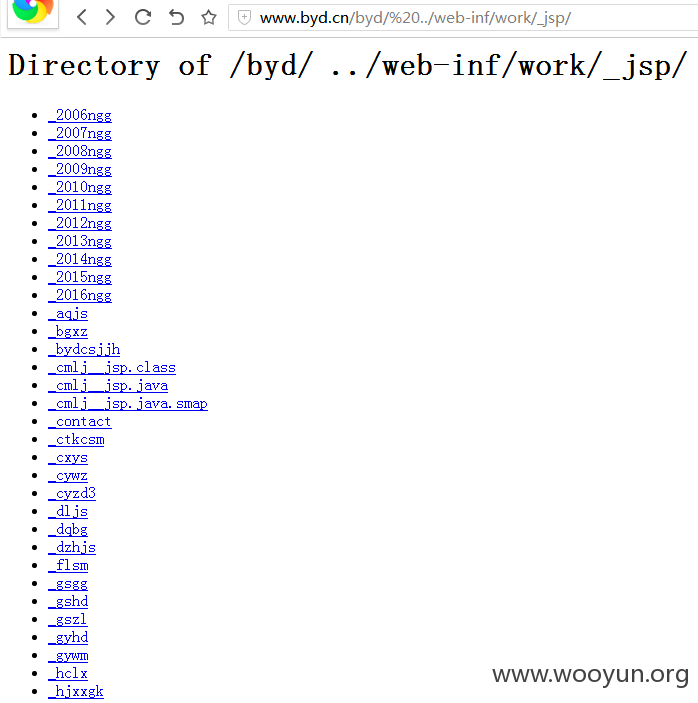 www.byd.cn/byd/%20../web-inf/work/_jsp/
Directory of /byd/ ../web-inf/work/_jsp/
_2006ngg
_2007ngg
_2008ngg
_2009ngg
_2010ngg
_2011ngg
_2012ngg
_2013ngg
_2014ngg
_2015ngg
_2016ngg
_aqjs
_bgxz
_bydcsjjh
_cmlj__jsp.class
_cmlj__jsp.java
_cmlj__jsp.java.smap
_contact
_ctkcsm
_cxys
_cywz
_cyzd3
_dljs
_dqbg
_dzhjs
_flsm
_gsgg
_gshd
_gszl
_gyhd
_gywm
_hclx
_hjxxgk
www.wooyun.org